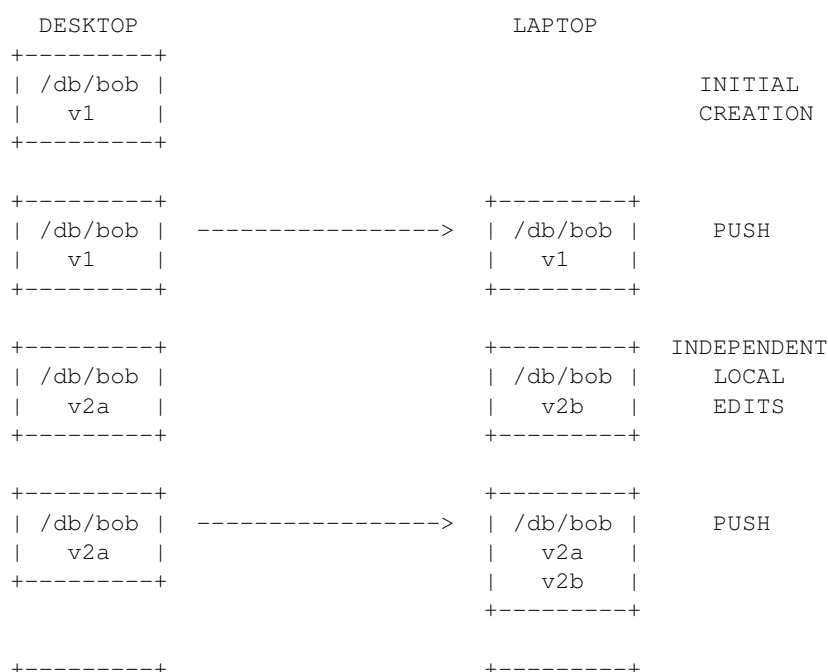 DESKTOP                          LAPTOP
+---------+
| /db/bob |                                     INITIAL
|   v1    |                                     CREATION
+---------+

+---------+                      +---------+
| /db/bob |  ----------------->  | /db/bob |     PUSH
|   v1    |                      |   v1    |
+---------+                      +---------+

+---------+                      +---------+  INDEPENDENT
| /db/bob |                      | /db/bob |     LOCAL
|   v2a   |                      |   v2b   |     EDITS
+---------+                      +---------+

+---------+                      +---------+
| /db/bob |  ----------------->  | /db/bob |     PUSH
|   v2a   |                      |   v2a   |
+---------+                      |   v2b   |
                                 +---------+

+---------+                      +---------+